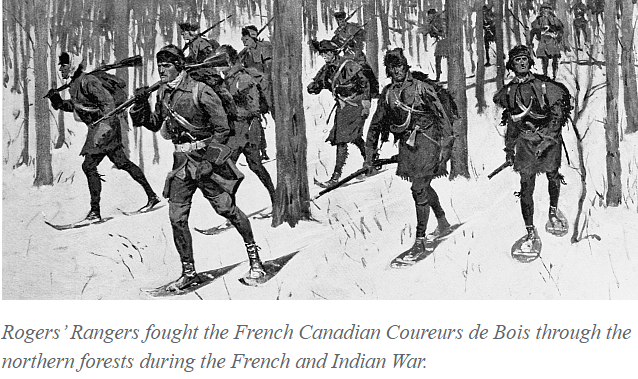 Rogers’ Rangers fought the French Canadian Coureurs de Bois through the
northern forests during the French and Indian War.